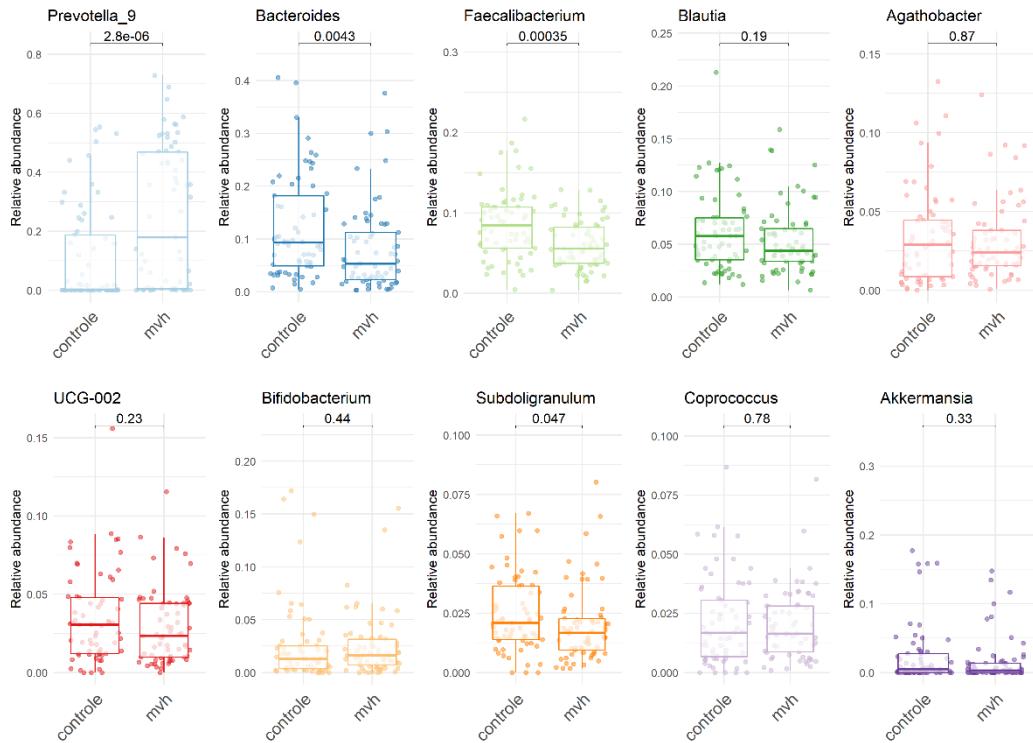 Prevotella_9
2.8e-06
Relative abundance
0.8
0.6
0.4
0.2
0.0
controle
mvh
Bacteroides
0.0043
Relative abundance
0.4
0.3
0.2
0.1
0.0
controle
mvh
Faecalibacterium
0.00035
Relative abundance
0.3
0.2
0.1
0.0
controle
mvh
Blautia
0.19
Relative abundance
0.25
0.20
0.15
0.10
0.05
0.00
controle
mvh
Agathobacter
0.87
Relative abundance
0.15
0.10
0.05
0.00
controle
mvh
UCG-002
0.23
Relative abundance
0.15
0.10
0.05
0.00
controle
mvh
Bifidobacterium
0.44
Relative abundance
0.20
0.15
0.10
0.05
0.00
controle
mvh
Subdoligranulum
0.047
Relative abundance
0.100
0.075
0.050
0.025
0.000
controle
mvh
Coprococcus
0.78
Relative abundance
0.100
0.075
0.050
0.025
0.000
controle
mvh
Akkermansia
0.33
Relative abundance
0.3
0.2
0.1
0.0
controle
mvh